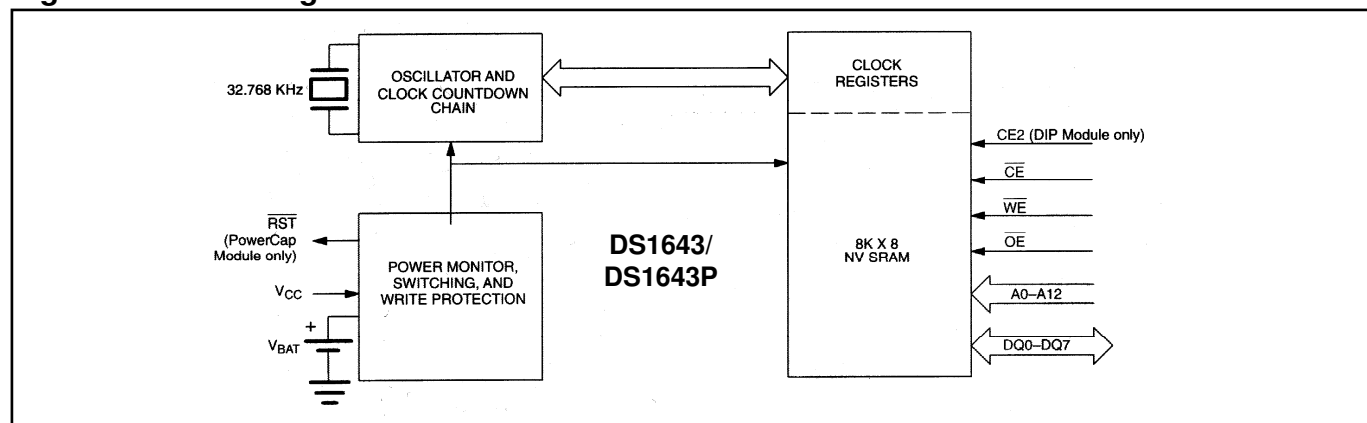 32.768 KHz
OSCILLATOR AND
CLOCK COUNTDOWN
CHAIN
CLOCK
REGISTERS
CE2 (DIP Module only)
CE
WE
OE
8K X 8
NV SRAM
A0–A12
DQ0–DQ7
RST
(PowerCap
Module only)
VCC
+
VBAT
POWER MONITOR,
SWITCHING, AND
WRITE PROTECTION
DS1643/
DS1643P